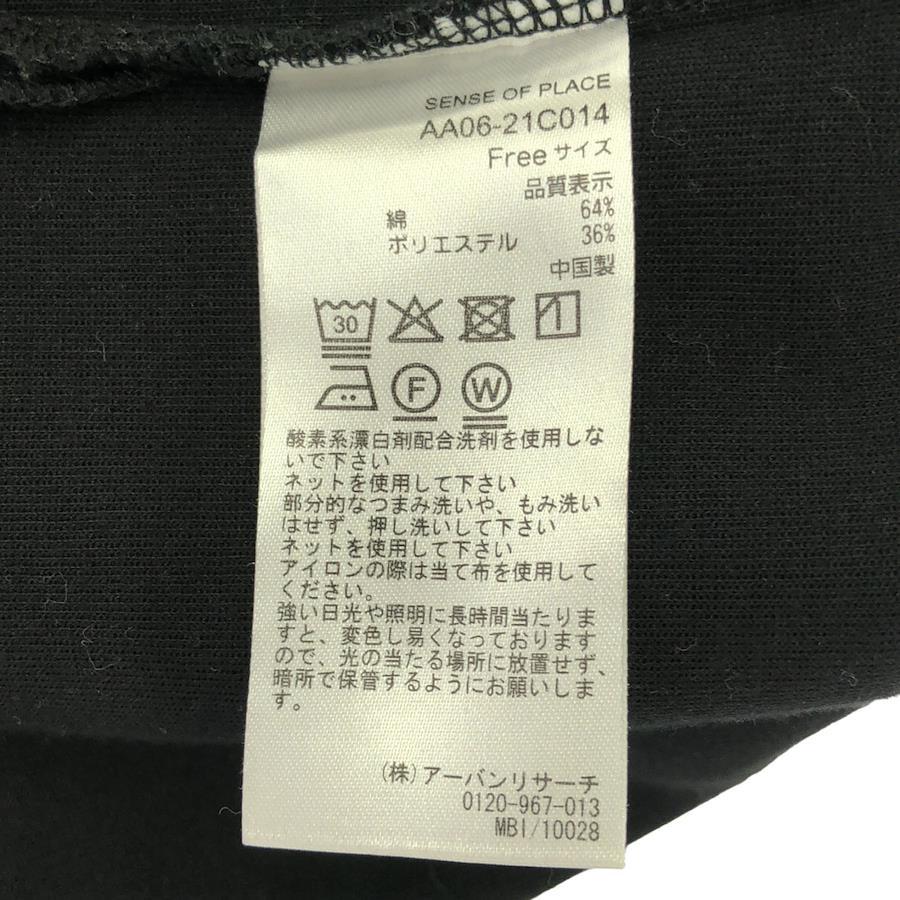 SENSE OF PLACE
AA06-21C014
Freeサイズ
品質表示
綿 64%
ポリエステル 36%
中国製
30
F W
酸素系漂白剤配合洗剤を使用しな
いで下さい
ネットを使用して下さい
部分的なつまみ洗いや、もみ洗い
はせず、押し洗いして下さい
ネットを使用して下さい
アイロンの際は当て布を使用して
ください。
強い日光や照明に長時間当たりま
すと、変色し易くなっております
ので、光の当たる場所に放置せず、
暗所で保管するようにお願いしま
す。
(株)アーバンリサーチ
0120-967-013
MBI/10028